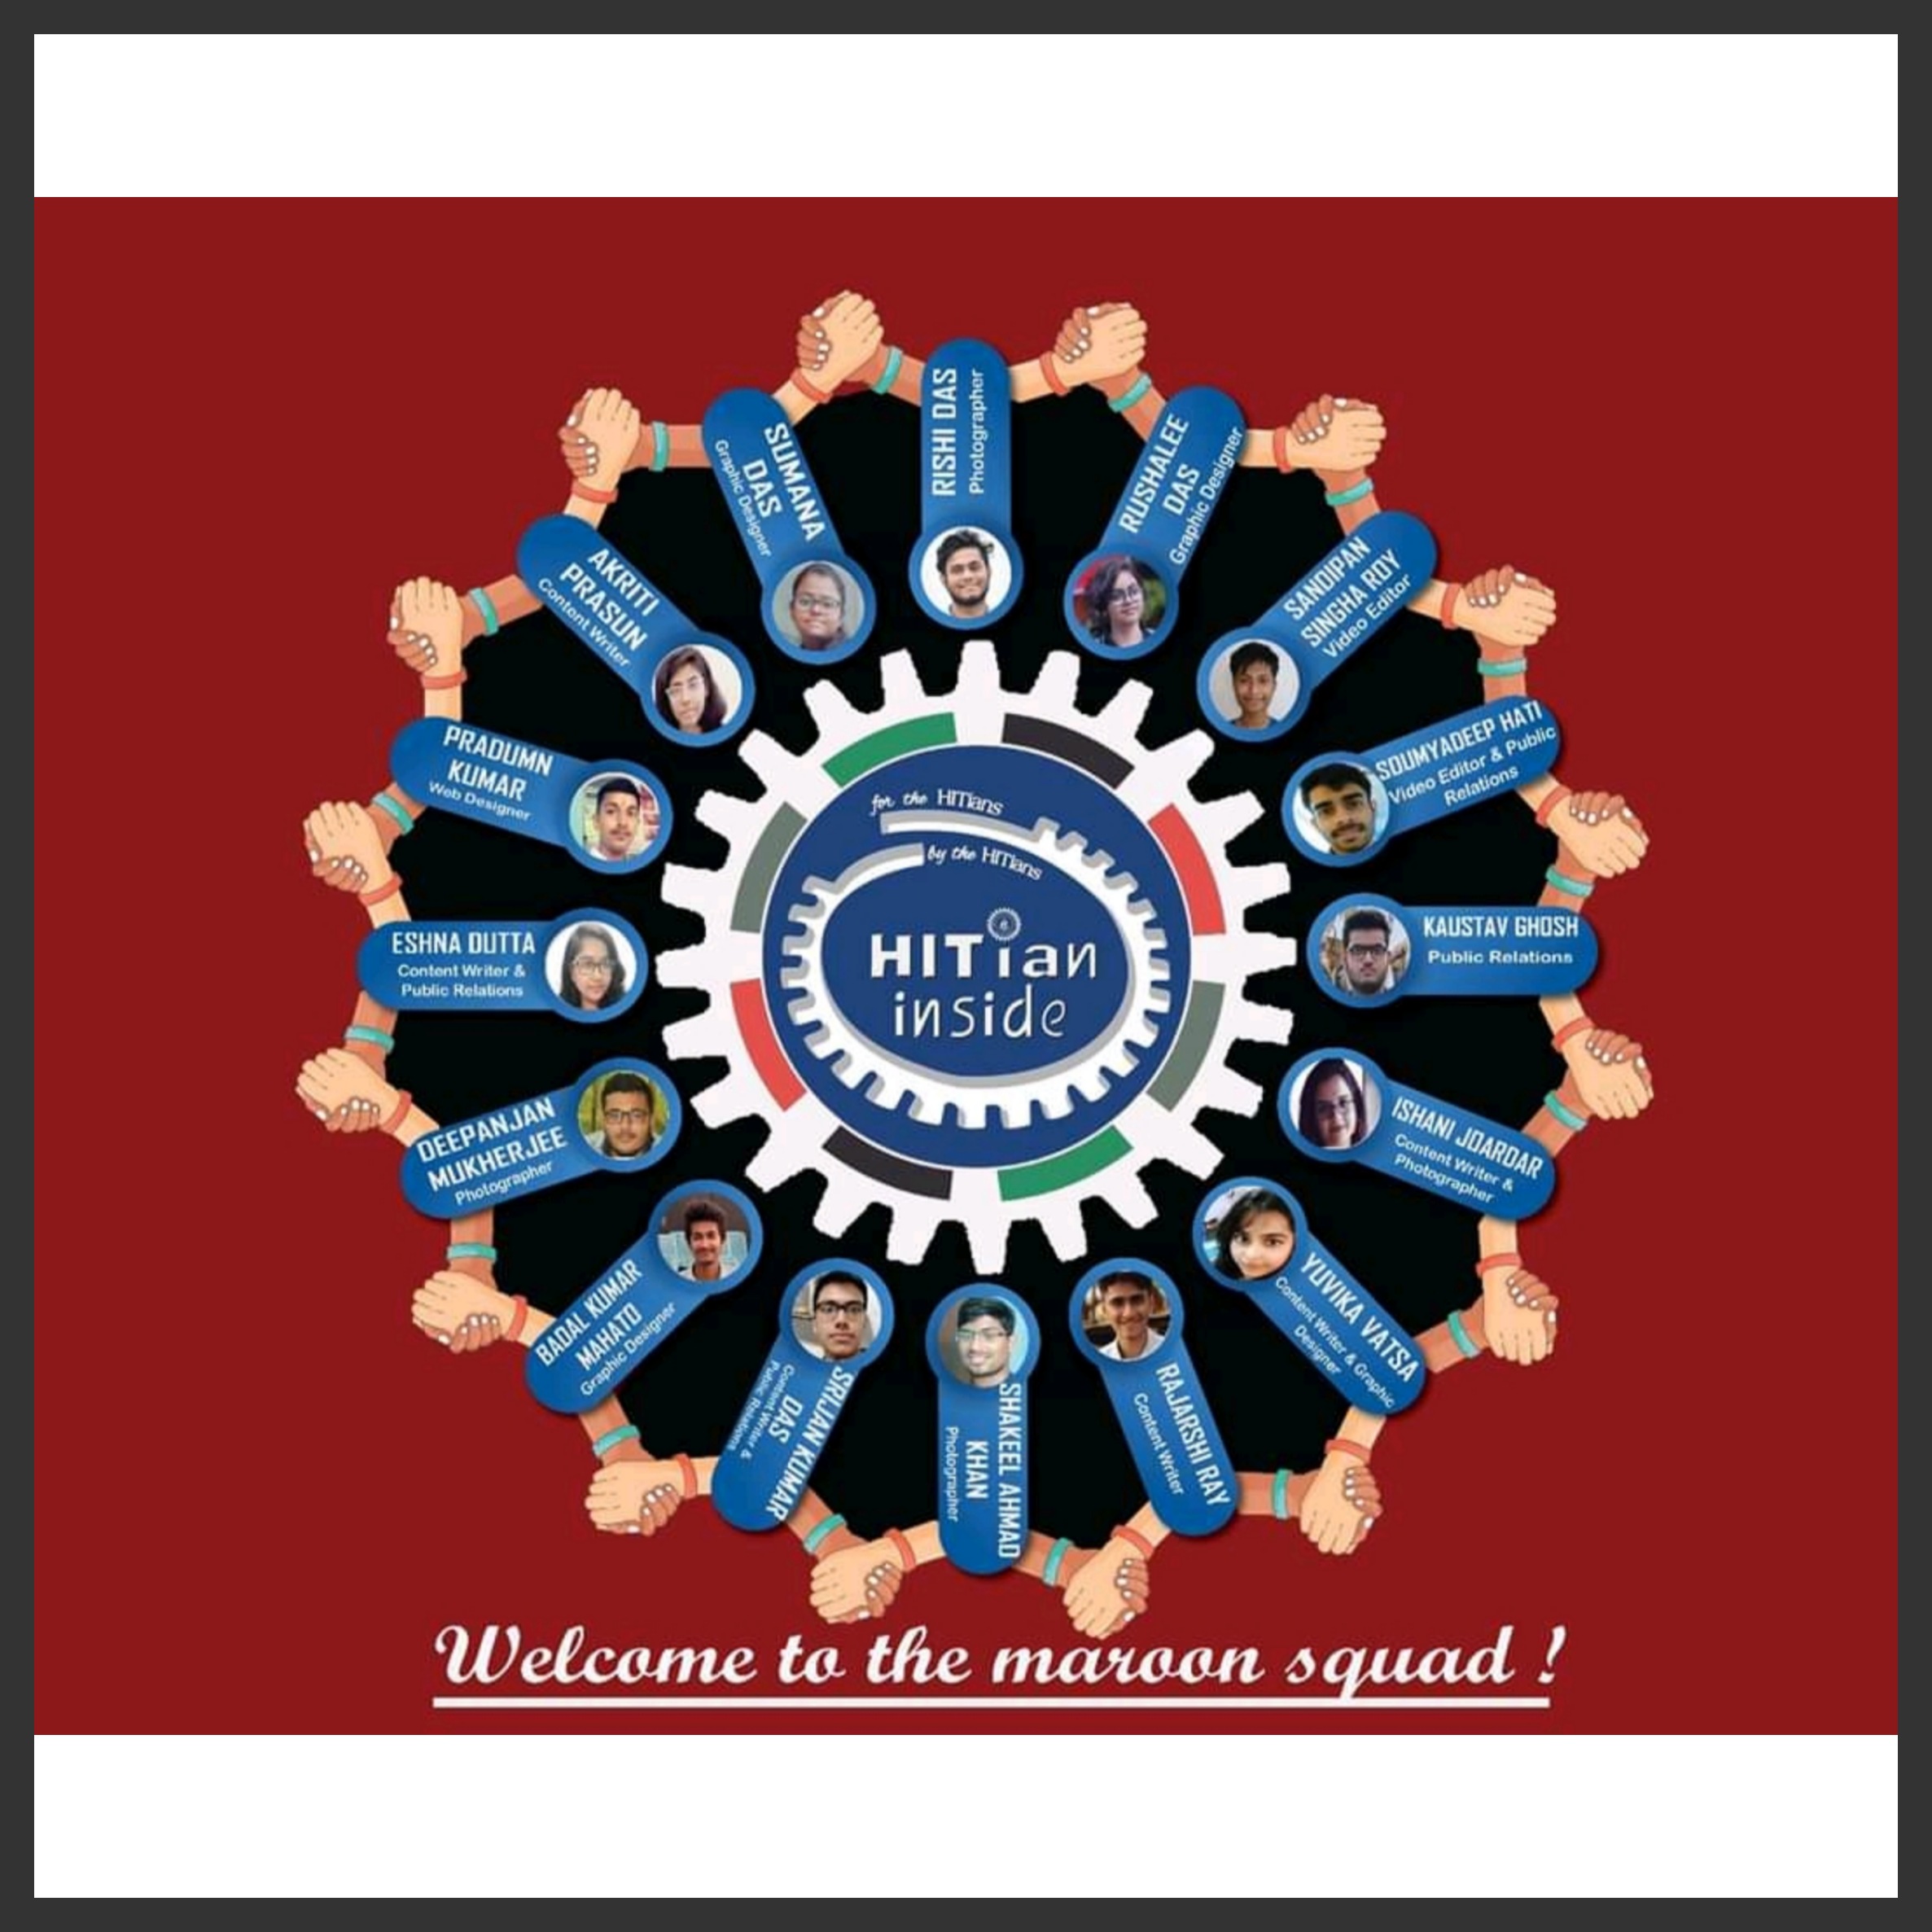 RISHI DAS
Photographer
RUSHALEE
DAS
Graphic Designer
SANDIPAN
SINGHA ROY
Video Editor
SOUMYADEEP HATI
Video Editor & Public
Relations
KAUSTAV GHOSH
Public Relations
ISHANI JOARDAR
Content Writer &
Photographer
YUVIKA VATSA
Content Writer & Graphic
Designer
RAJARSHI RAY
Content Writer
SHAKEEL AHMAD
KHAN
Photographer
SRIJAN KUMAR
DAS
Content Writer &
Public Relations
BADAL KUMAR
MAHATO
Graphic Designer
DEEPANJAN
MUKHERJEE
Photographer
ESHNA DUTTA
Content Writer &
Public Relations
PRADUMN
KUMAR
Web Designer
AKRITI
PRASUN
Content Writer
SUMANA
DAS
Graphic Designer
for the HITians
by the HITians
HITian
inside
Welcome to the maroon squad !